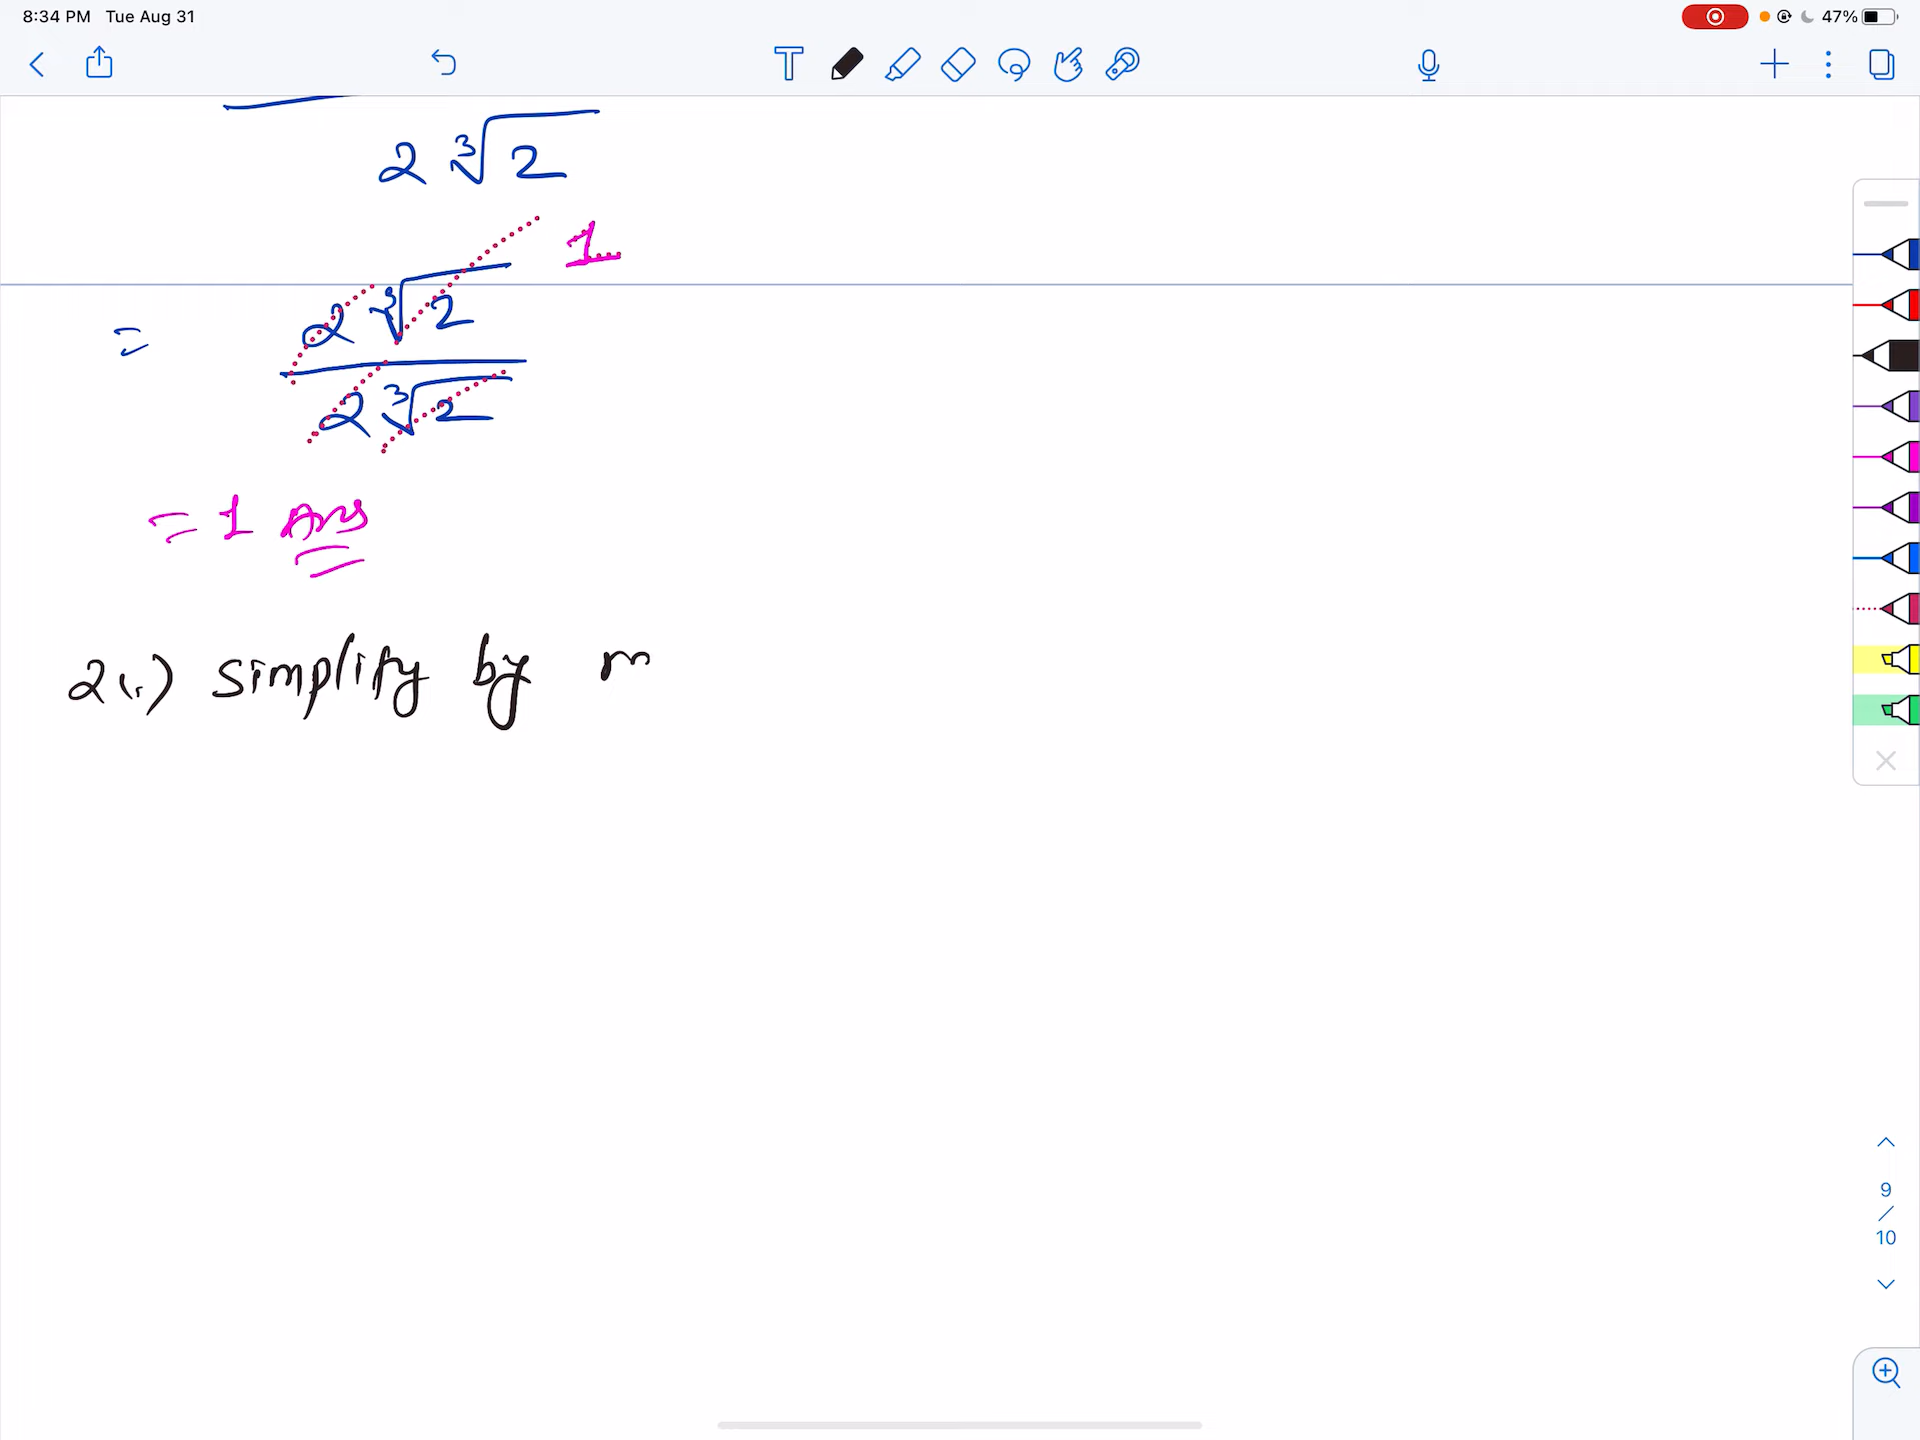 8:34 PM Tue Aug 31
47%
2 ∛2
1
= 2 ∛2 / 2 ∛2
= 1 Ans
2(i) simplify by m
9
/
10